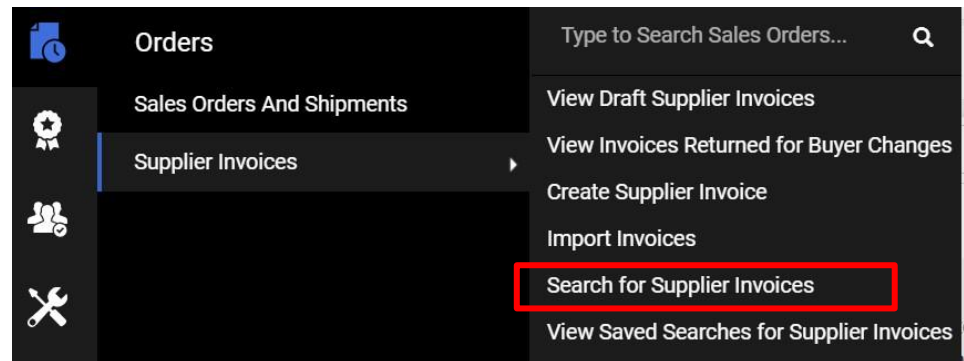 Orders
Sales Orders And Shipments
Supplier Invoices
Type to Search Sales Orders...
View Draft Supplier Invoices
View Invoices Returned for Buyer Changes
Create Supplier Invoice
Import Invoices
Search for Supplier Invoices
View Saved Searches for Supplier Invoices